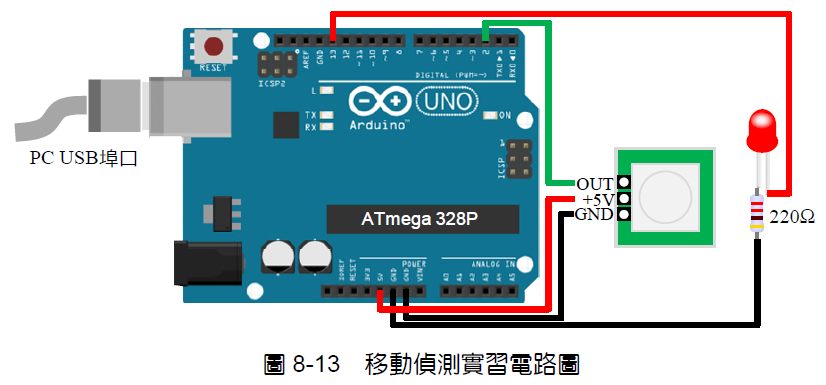 RESET
AREF
GND
13
12
~11
~10
~9
8
7
~6
~5
4
~3
2
TX0▶1
RX0◀0
DIGITAL (PWM=~)
ICSP2
L
TX
RX
Arduino™
UNO
ON
ICSP
PC USB埠口
ATmega 328P
OUT
+5V
GND
220Ω
POWER
ANALOG IN
IOREF
RESET
3V3
5V
GND
GND
VIN
A0
A1
A2
A3
A4
A5
圖 8-13 移動偵測實習電路圖